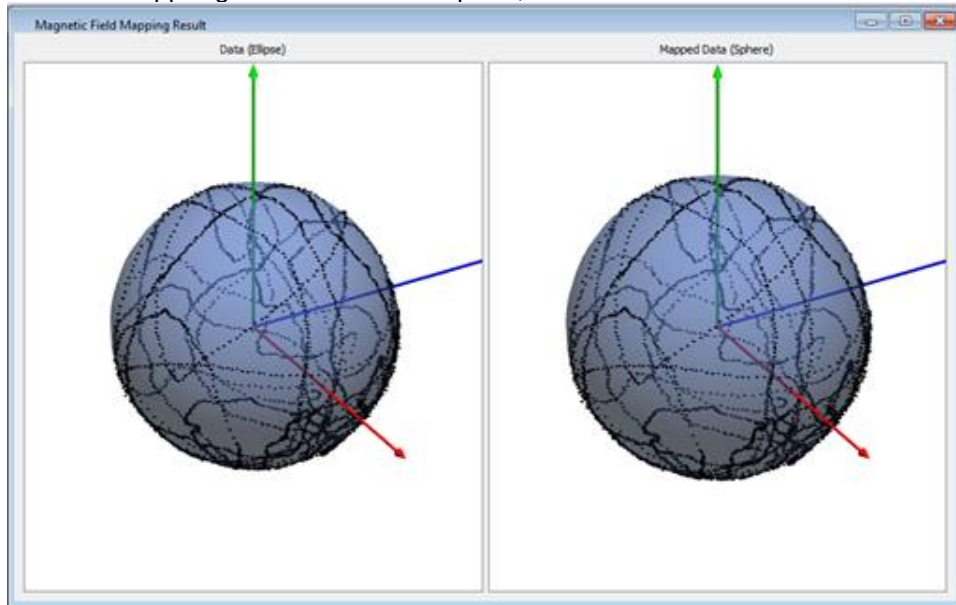 Magnetic Field Mapping Result
Data (Ellipse)
Mapped Data (Sphere)